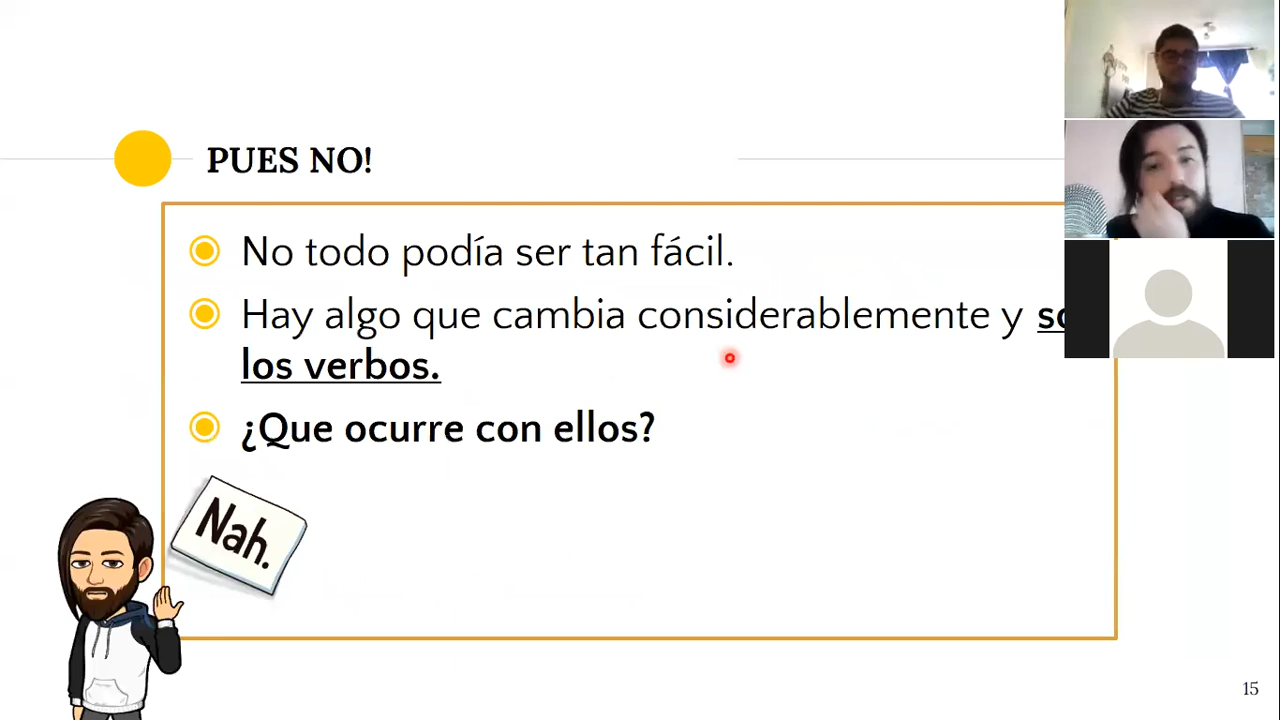 PUES NO!
No todo podía ser tan fácil.
Hay algo que cambia considerablemente y
los verbos.
¿Que ocurre con ellos?
Nah.
15